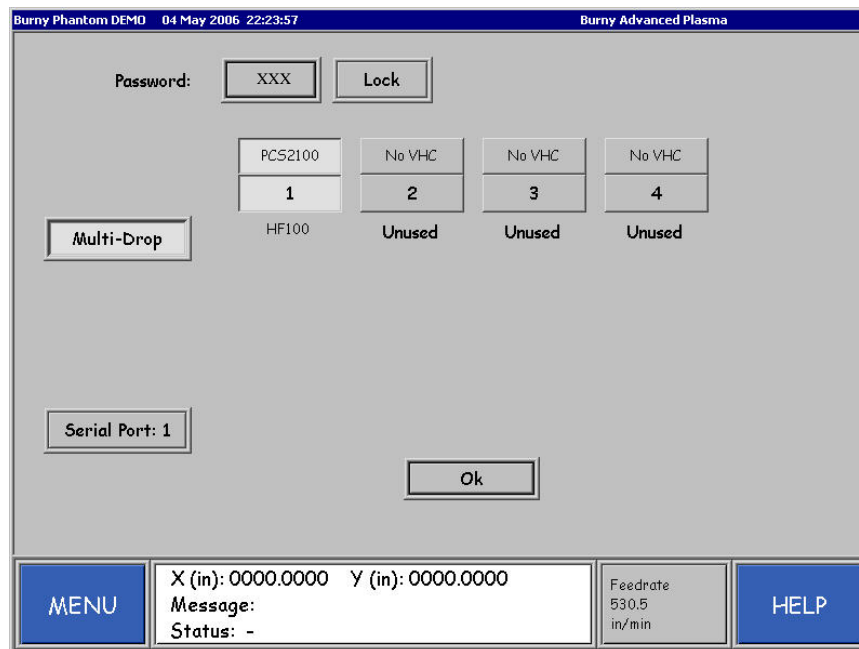 Burny Phantom DEMO 04 May 2006 22:23:57 Burny Advanced Plasma
Password: XXX Lock
PCS2100 No VHC No VHC No VHC
1 2 3 4
HF100 Unused Unused Unused
Multi-Drop
Serial Port: 1
Ok
MENU
X (in): 0000.0000 Y (in): 0000.0000
Message:
Status: -
Feedrate
530.5
in/min
HELP